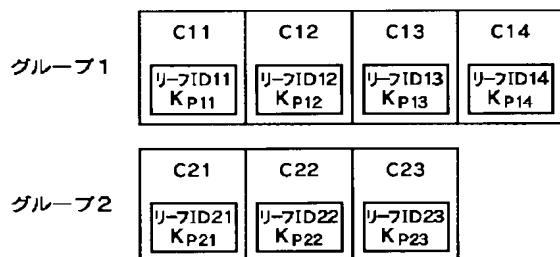 C11 C12 C13 C14
グループ1
リーフID11 リーフID12 リーフID13 リーフID14
KP11 KP12 KP13 KP14
C21 C22 C23
グループ2
リーフID21 リーフID22 リーフID23
KP21 KP22 KP23